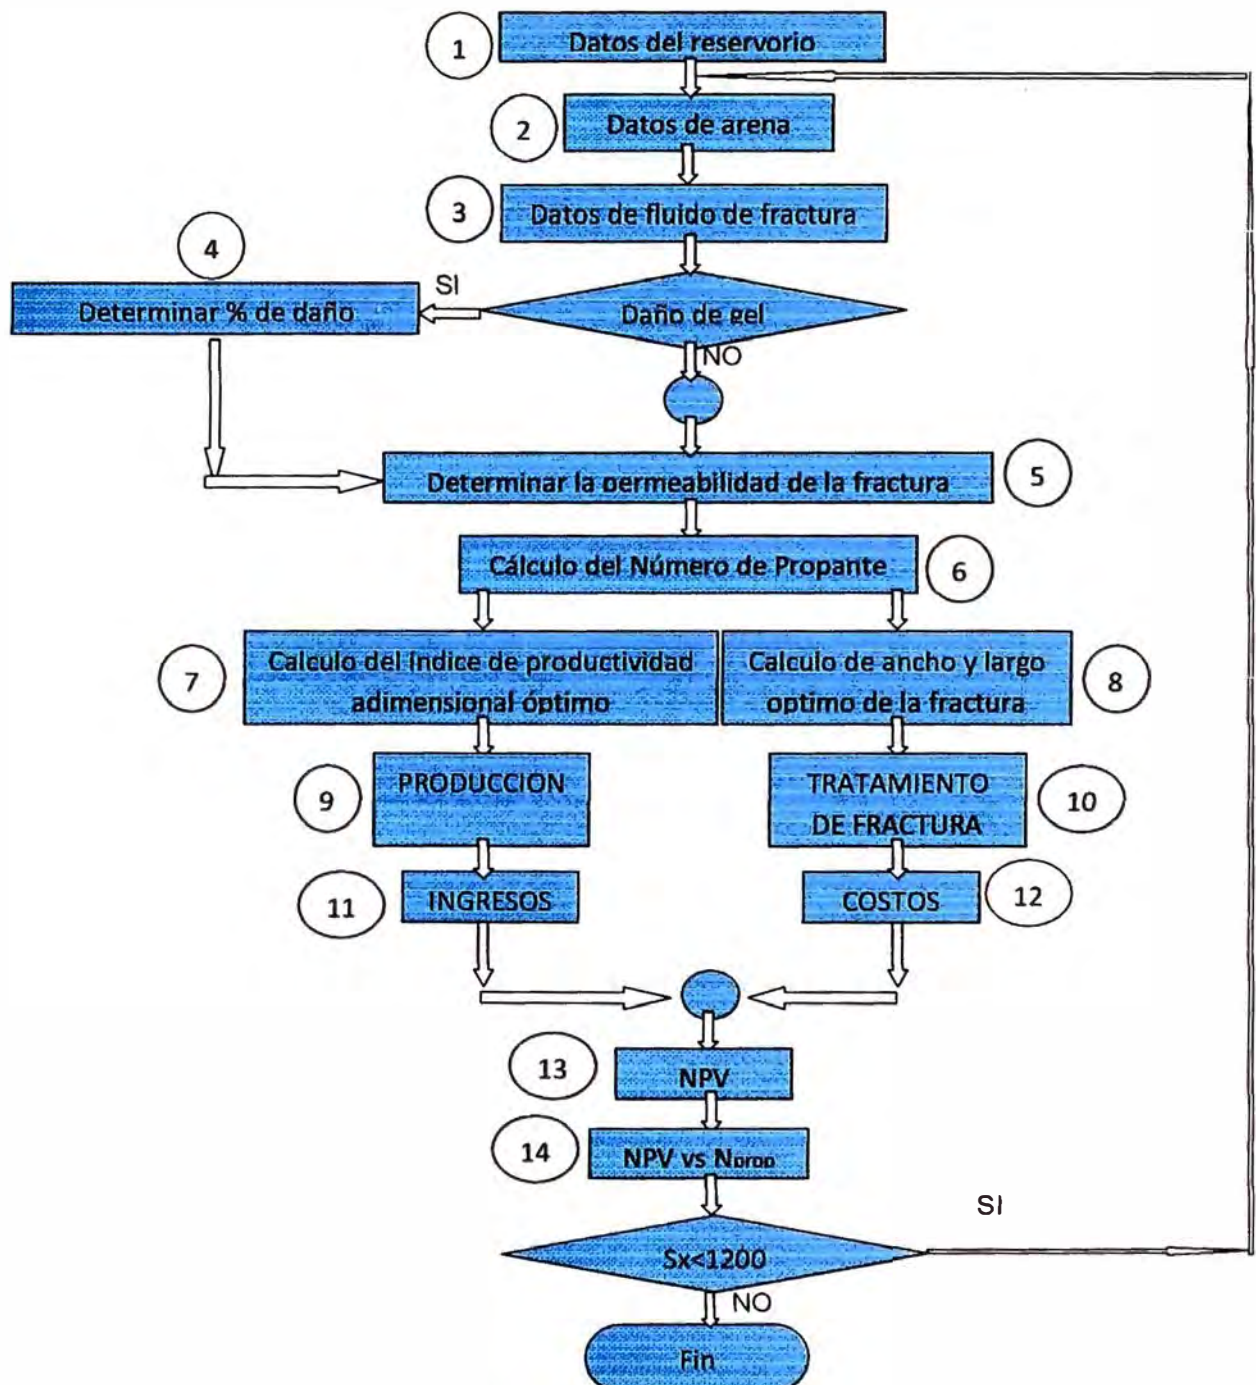 1
Datos del reservorio
2
Datos de arena
3
Datos de fluido de fractura
4
SI
Determinar % de daño
Daño de gel
NO
5
Determinar la permeabilidad de la fractura
Cálculo del Número de Propante
6
7
Calculo del índice de productividad
adimensional óptimo
Calculo de ancho y largo
optimo de la fractura
8
9
PRODUCCION
TRATAMIENTO
DE FRACTURA
10
11
INGRESOS
COSTOS
12
13
NPV
14
NPV vs Nprop
SI
Sx<1200
NO
Fin